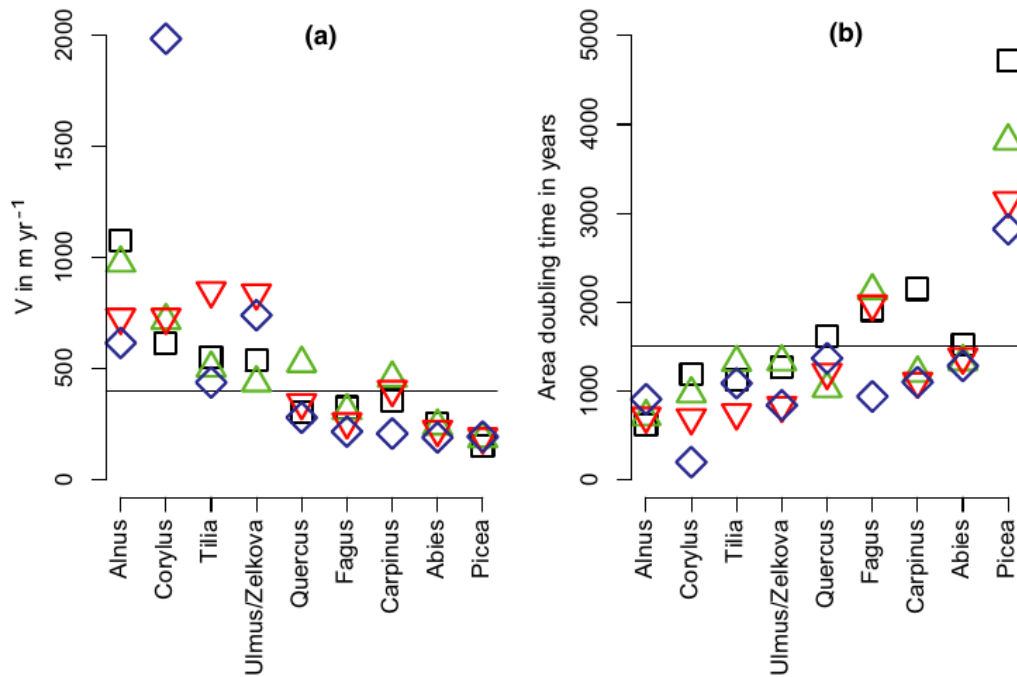 (a)
V in m yr⁻¹
2000
1500
1000
500
0
Alnus
Corylus
Tilia
Ulmus/Zelkova
Quercus
Fagus
Carpinus
Abies
Picea
(b)
Area doubling time in years
5000
4000
3000
2000
1000
0
Alnus
Corylus
Tilia
Ulmus/Zelkova
Quercus
Fagus
Carpinus
Abies
Picea